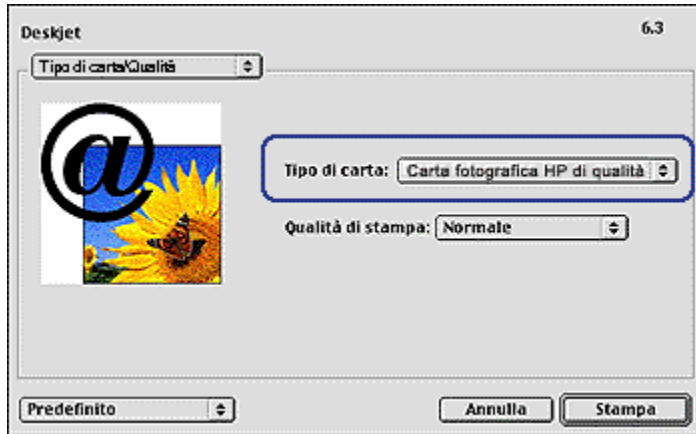 Deskjet 6.3
Tipo di carta/Qualità
@
Tipo di carta: Carta fotografica HP di qualità
Qualità di stampa: Normale
Predefinito Annulla Stampa